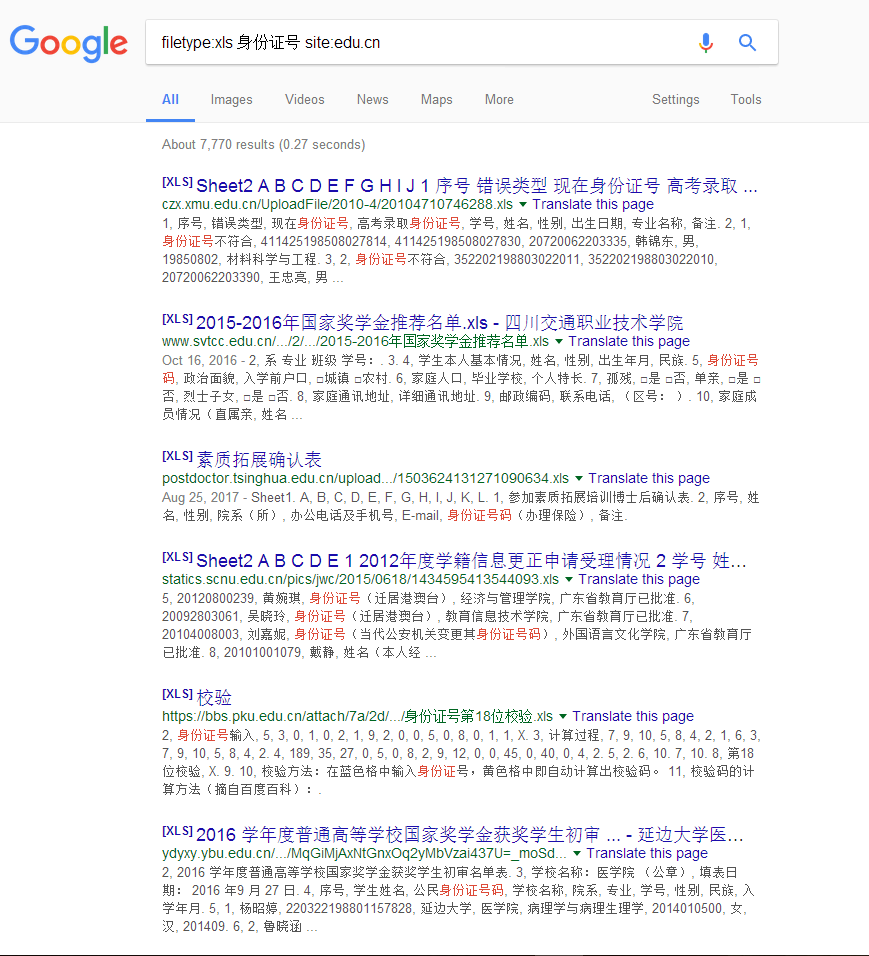 Google
filetype:xls 身份证号 site:edu.cn
All Images Videos News Maps More Settings Tools
About 7,770 results (0.27 seconds)
[XLS] Sheet2 A B C D E F G H I J 1 序号 错误类型 现在身份证号 高考录取 ...
czx.xmu.edu.cn/UploadFile/2010-4/20104710746288.xls ▼ Translate this page
1, 序号, 错误类型, 现在身份证号, 高考录取身份证号, 学号, 姓名, 性别, 出生日期, 专业名称, 备注. 2, 1,
身份证号不符合, 411425198508027814, 411425198508027830, 20720062203335, 韩锦东, 男,
19850802, 材料科学与工程. 3, 2, 身份证号不符合, 352202198803022011, 352202198803022010,
20720062203390, 王忠亮, 男 ...
[XLS] 2015-2016年国家奖学金推荐名单.xls - 四川交通职业技术学院
www.svtcc.edu.cn/.../2/.../2015-2016年国家奖学金推荐名单.xls ▼ Translate this page
Oct 16, 2016 - 2, 系 专业 班级 学号：. 3. 4, 学生本人基本情况, 姓名, 性别, 出生年月, 民族. 5, 身份证号
码, 政治面貌, 入学前户口, □城镇 □农村. 6, 家庭人口, 毕业学校, 个人特长. 7, 孤残, □是 □否, 单亲, □是 □
否, 烈士子女, □是 □否. 8, 家庭通讯地址, 详细通讯地址. 9, 邮政编码, 联系电话, （区号： ）. 10, 家庭成
员情况（直属亲, 姓名 ...
[XLS] 素质拓展确认表
postdoctor.tsinghua.edu.cn/upload.../1503624131271090634.xls ▼ Translate this page
Aug 25, 2017 - Sheet1. A, B, C, D, E, F, G, H, I, J, K, L. 1, 参加素质拓展培训博士后确认表. 2, 序号, 姓
名, 性别, 院系（所）, 办公电话及手机号, E-mail, 身份证号码（办理保险）, 备注.
[XLS] Sheet2 A B C D E 1 2012年度学籍信息更正申请受理情况 2 学号 姓...
statics.scnu.edu.cn/pics/jwc/2015/0618/1434595413544093.xls ▼ Translate this page
5, 20120800239, 黄婉琪, 身份证号（迁居港澳台）, 经济与管理学院, 广东省教育厅已批准. 6,
20092803061, 吴晓玲, 身份证号（迁居港澳台）, 教育信息技术学院, 广东省教育厅已批准. 7,
20104008003, 刘嘉妮, 身份证号（当代公安机关变更其身份证号码）, 外国语言文化学院, 广东省教育厅
已批准. 8, 20101001079, 戴静, 姓名（本人经 ...
[XLS] 校验
https://bbs.pku.edu.cn/attach/7a/2d/.../身份证号第18位校验.xls ▼ Translate this page
2, 身份证号输入, 5, 3, 0, 1, 0, 2, 1, 9, 2, 0, 0, 5, 0, 8, 0, 1, 1, X. 3, 计算过程, 7, 9, 10, 5, 8, 4, 2, 1, 6, 3,
7, 9, 10, 5, 8, 4, 2. 4, 189, 35, 27, 0, 5, 0, 8, 2, 9, 12, 0, 0, 45, 0, 40, 0, 4, 2. 5, 2. 6, 10. 7, 10. 8, 第18
位校验, X. 9. 10, 校验方法：在蓝色格中输入身份证号，黄色格中即自动计算出校验码。 11, 校验码的计
算方法（摘自百度百科）：.
[XLS] 2016 学年度普通高等学校国家奖学金获奖学生初审 ... - 延边大学医...
ydyxy.ybu.edu.cn/.../MqGiMjAxNtGnxOq2yMbVzai437U=_moSd... ▼ Translate this page
2, 2016 学年度普通高等学校国家奖学金获奖学生初审名单表. 3, 学校名称：医学院 （公章）, 填表日
期： 2016 年9 月 27 日. 4, 序号, 学生姓名, 公民身份证号码, 学校名称, 院系, 专业, 学号, 性别, 民族, 入
学年月. 5, 1, 杨昭婷, 220322198801157828, 延边大学, 医学院, 病理学与病理生理学, 2014010500, 女,
汉, 201409. 6, 2, 鲁晓涵 ...